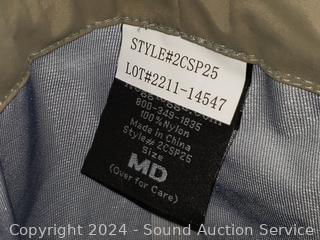 STYLE#2CSP25
LOT#2211-14547
800-349-1835
100% Nylon
Made in China
Style# 2CSP25
Size
MD
(Over for Care)
Copyright 2024 - Sound Auction Service